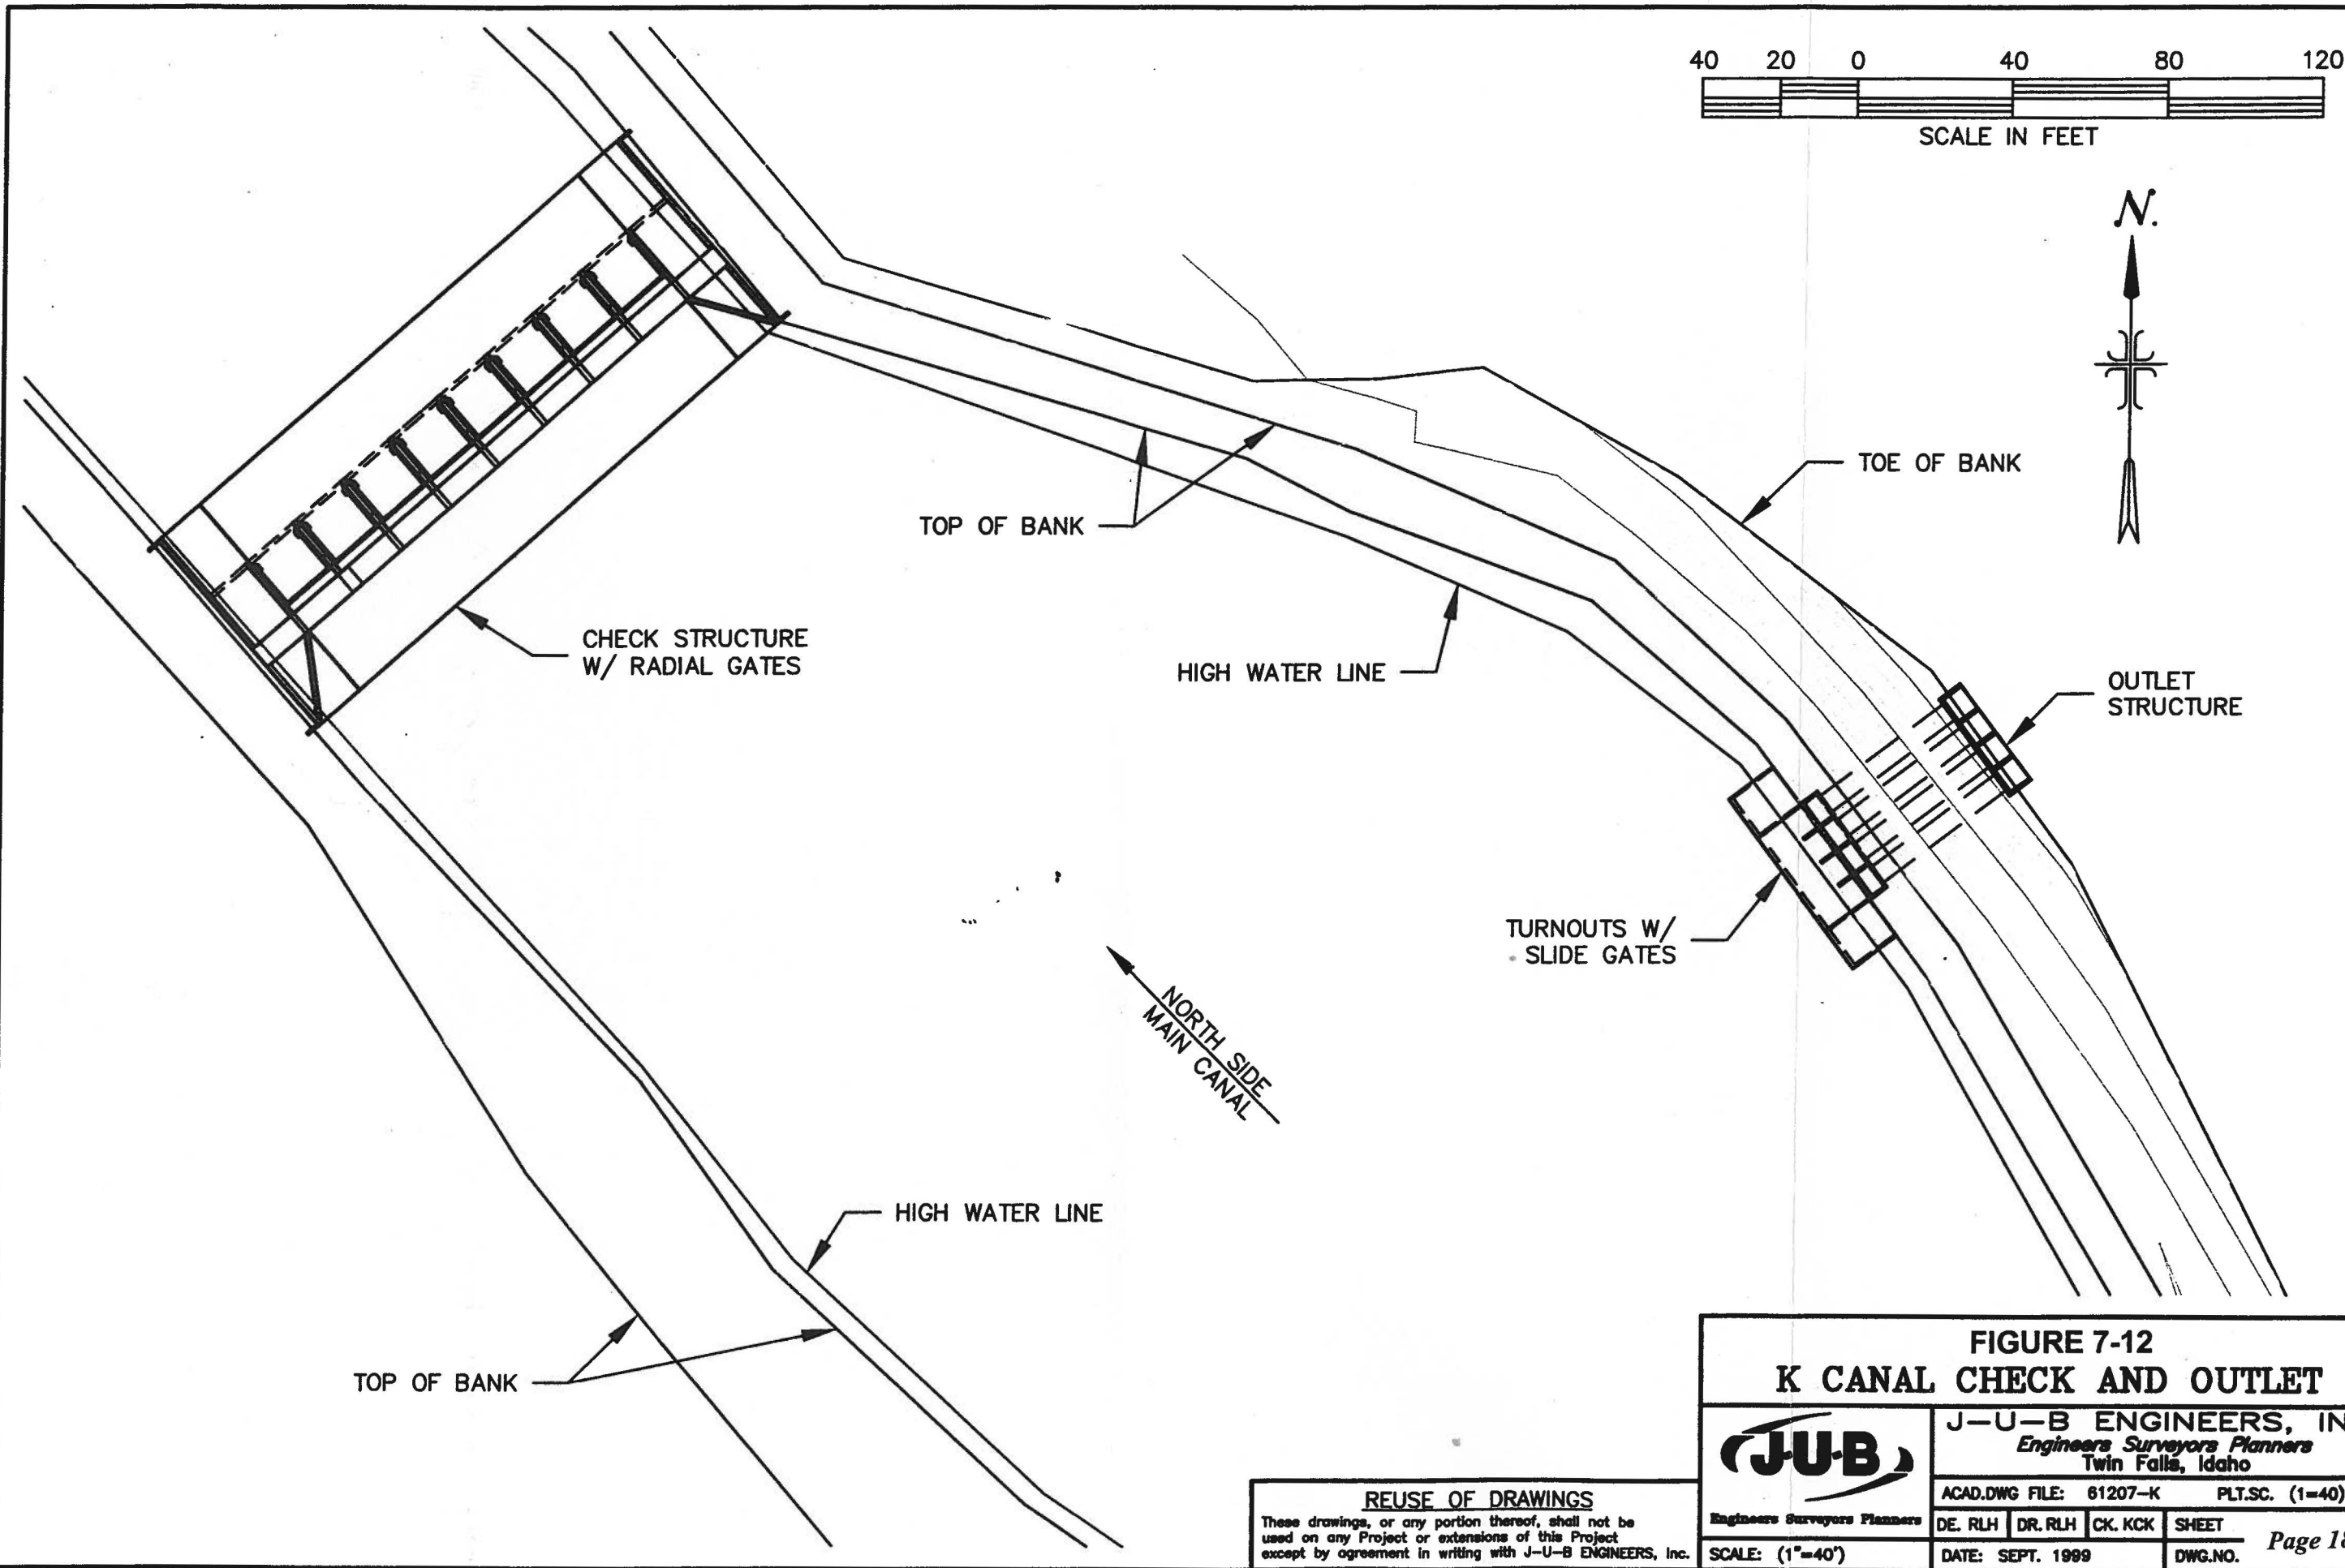 40 20 0 40 80 120
SCALE IN FEET
N.
TOE OF BANK
TOP OF BANK
CHECK STRUCTURE
W/ RADIAL GATES
HIGH WATER LINE
OUTLET
STRUCTURE
TURNOUTS W/
SLIDE GATES
NORTH SIDE
MAIN CANAL
HIGH WATER LINE
TOP OF BANK
FIGURE 7-12
K CANAL CHECK AND OUTLET
J-U-B
Engineers Surveyors Planners
J-U-B ENGINEERS,
Engineers Surveyors Planners
Twin Falls, Idaho
ACAD.DWG FILE: 61207-K PLT.SC. (1=40)
DE. RLH DR. RLH CK. KCK SHEET
Page
SCALE: (1"=40') DATE: SEPT. 1999 DWG.NO.
REUSE OF DRAWINGS
These drawings, or any portion thereof, shall not be
used on any Project or extensions of this Project
except by agreement in writing with J-U-B ENGINEERS, Inc.